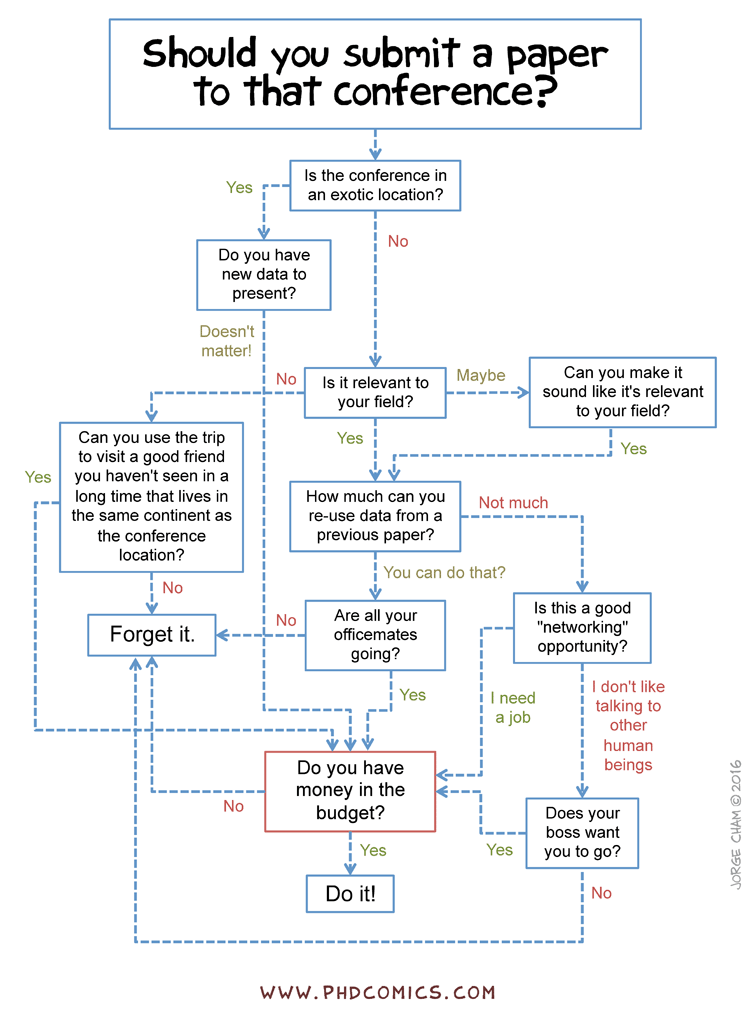 Should you submit a paper
to that conference?
Is the conference in
an exotic location?
Yes
No
Do you have
new data to
present?
Doesn't
matter!
Is it relevant to
your field?
No
Maybe
Yes
Can you make it
sound like it's relevant
to your field?
Yes
Can you use the trip
to visit a good friend
you haven't seen in a
long time that lives in
the same continent as
the conference
location?
Yes
No
How much can you
re-use data from a
previous paper?
Not much
You can do that?
Forget it.
No
Are all your
officemates
going?
Yes
Is this a good
"networking"
opportunity?
I need
a job
I don't like
talking to
other
human
beings
Do you have
money in the
budget?
No
Yes
Does your
boss want
you to go?
Yes
No
Do it!
JORGE CHAM © 2016
WWW.PHDCOMICS.COM